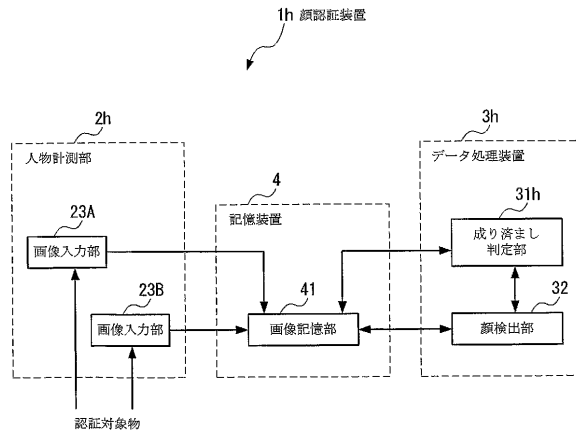 1h 顔認証装置
2h
人物計測部
23A
画像入力部
23B
画像入力部
認証対象物
4
記憶装置
41
画像記憶部
3h
データ処理装置
31h
成り済まし
判定部
32
顔検出部